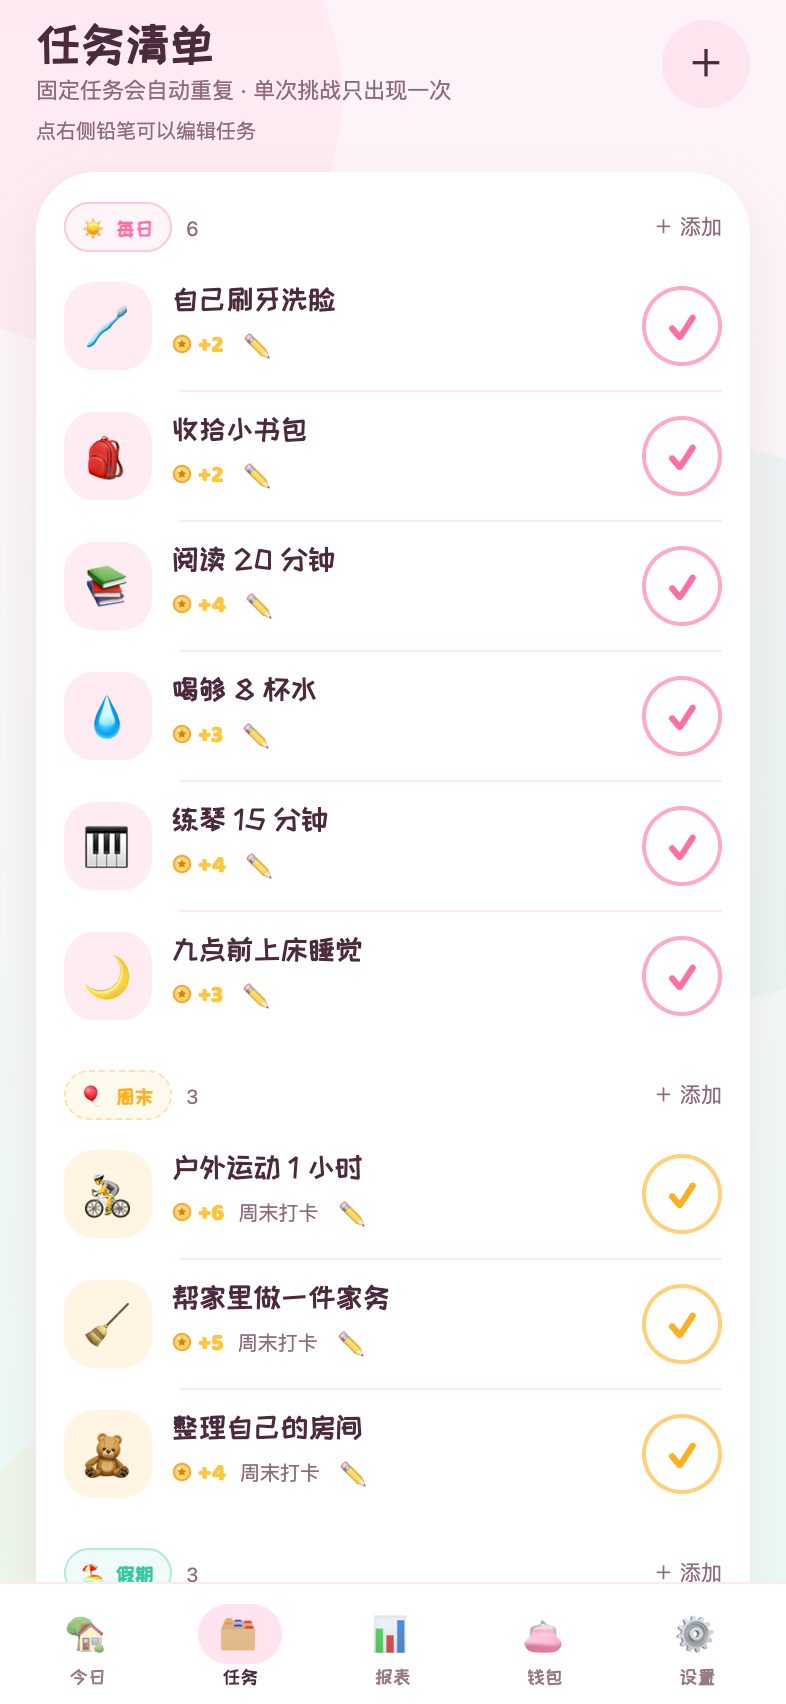 任务清单
固定任务会自动重复 · 单次挑战只出现一次
点右侧铅笔可以编辑任务
+
每日 6 + 添加
自己刷牙洗脸
+2
收拾小书包
+2
阅读 20 分钟
+4
喝够 8 杯水
+3
练琴 15 分钟
+4
九点前上床睡觉
+3
周末 3 + 添加
户外运动 1 小时
+6 周末打卡
帮家里做一件家务
+5 周末打卡
整理自己的房间
+4 周末打卡
假期 3 + 添加
今日 任务 报表 钱包 设置